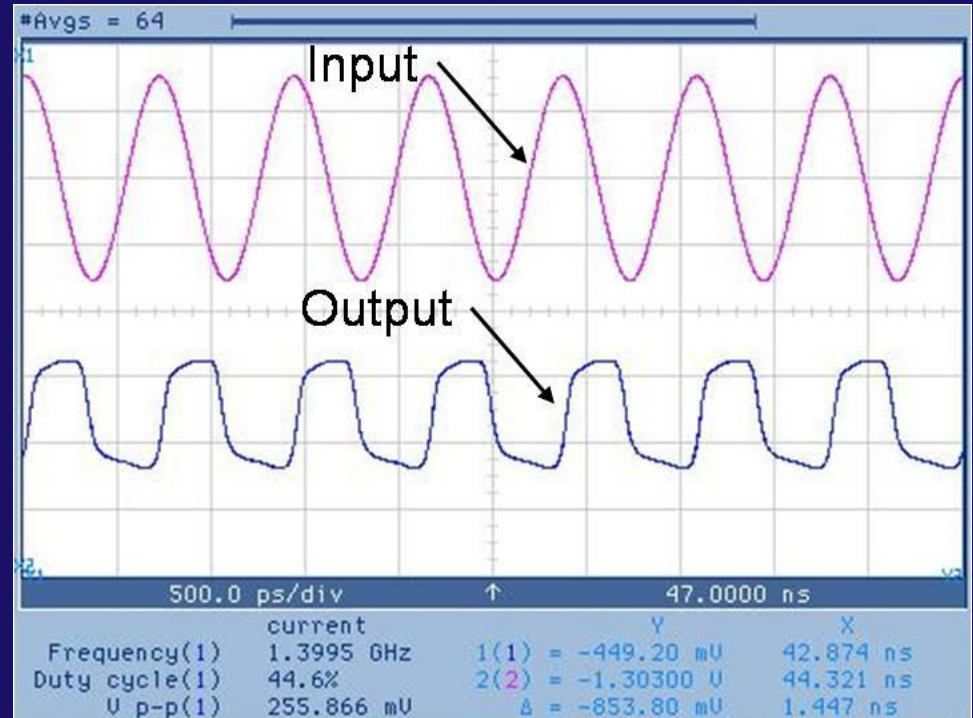 #Avgs = 64
X1
Input
Output
500.0 ps/div ↑ 47.0000 ns
current Y X
Frequency(1) 1.3995 GHz 1(1) = -449.20 mV 42.874 ns
Duty cycle(1) 44.6% 2(2) = -1.30300 V 44.321 ns
V p-p(1) 255.866 mV Δ = -853.80 mV 1.447 ns